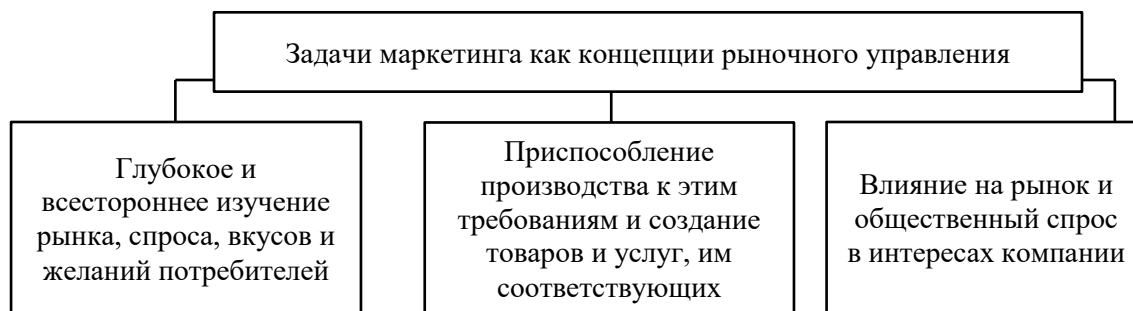 Задачи маркетинга как концепции рыночного управления
Глубокое и
всестороннее изучение
рынка, спроса, вкусов и
желаний потребителей
Приспособление
производства к этим
требованиям и создание
товаров и услуг, им
соответствующих
Влияние на рынок и
общественный спрос
в интересах компании